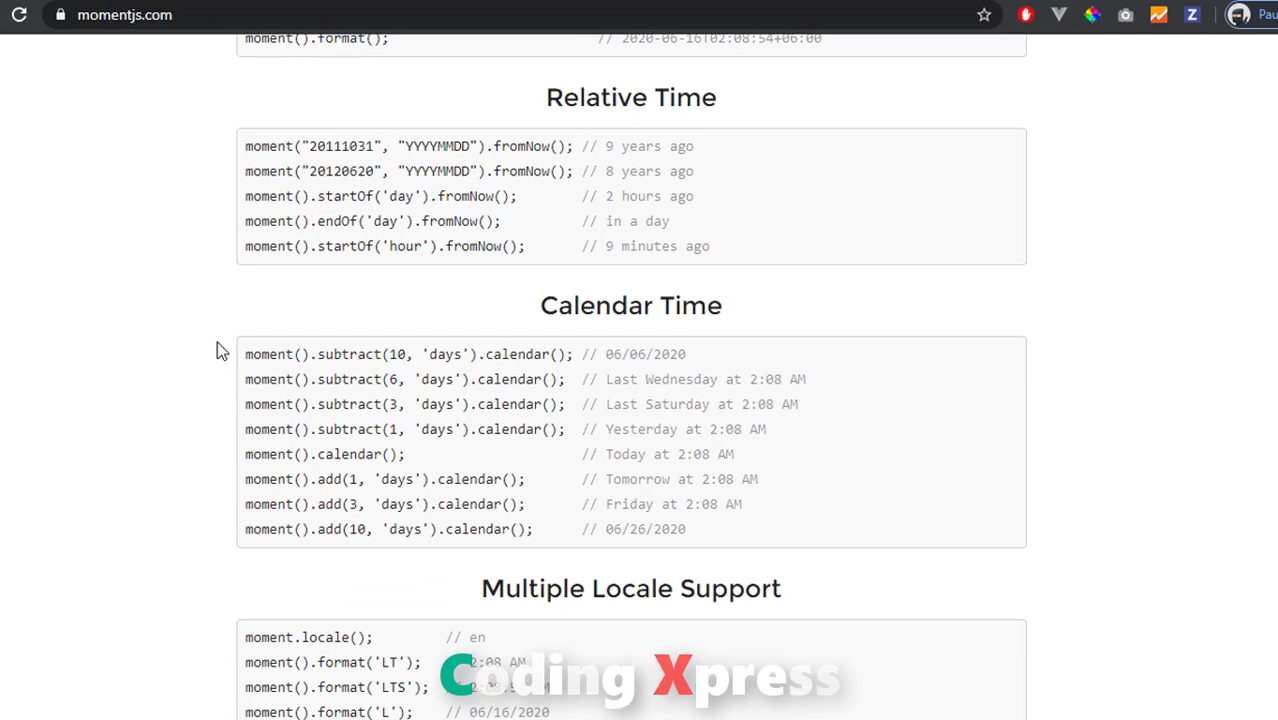 momentjs.com
Pau
moment().format(); // 2020-06-16T02:08:54+06:00
Relative Time
moment("20111031", "YYYYMMDD").fromNow(); // 9 years ago
moment("20120620", "YYYYMMDD").fromNow(); // 8 years ago
moment().startOf('day').fromNow(); // 2 hours ago
moment().endOf('day').fromNow(); // in a day
moment().startOf('hour').fromNow(); // 9 minutes ago
Calendar Time
moment().subtract(10, 'days').calendar(); // 06/06/2020
moment().subtract(6, 'days').calendar(); // Last Wednesday at 2:08 AM
moment().subtract(3, 'days').calendar(); // Last Saturday at 2:08 AM
moment().subtract(1, 'days').calendar(); // Yesterday at 2:08 AM
moment().calendar(); // Today at 2:08 AM
moment().add(1, 'days').calendar(); // Tomorrow at 2:08 AM
moment().add(3, 'days').calendar(); // Friday at 2:08 AM
moment().add(10, 'days').calendar(); // 06/26/2020
Multiple Locale Support
moment.locale(); // en
moment().format('LT'); 2:08 AM
moment().format('LTS');
Coding Xpress
moment().format('L'); // 06/16/2020